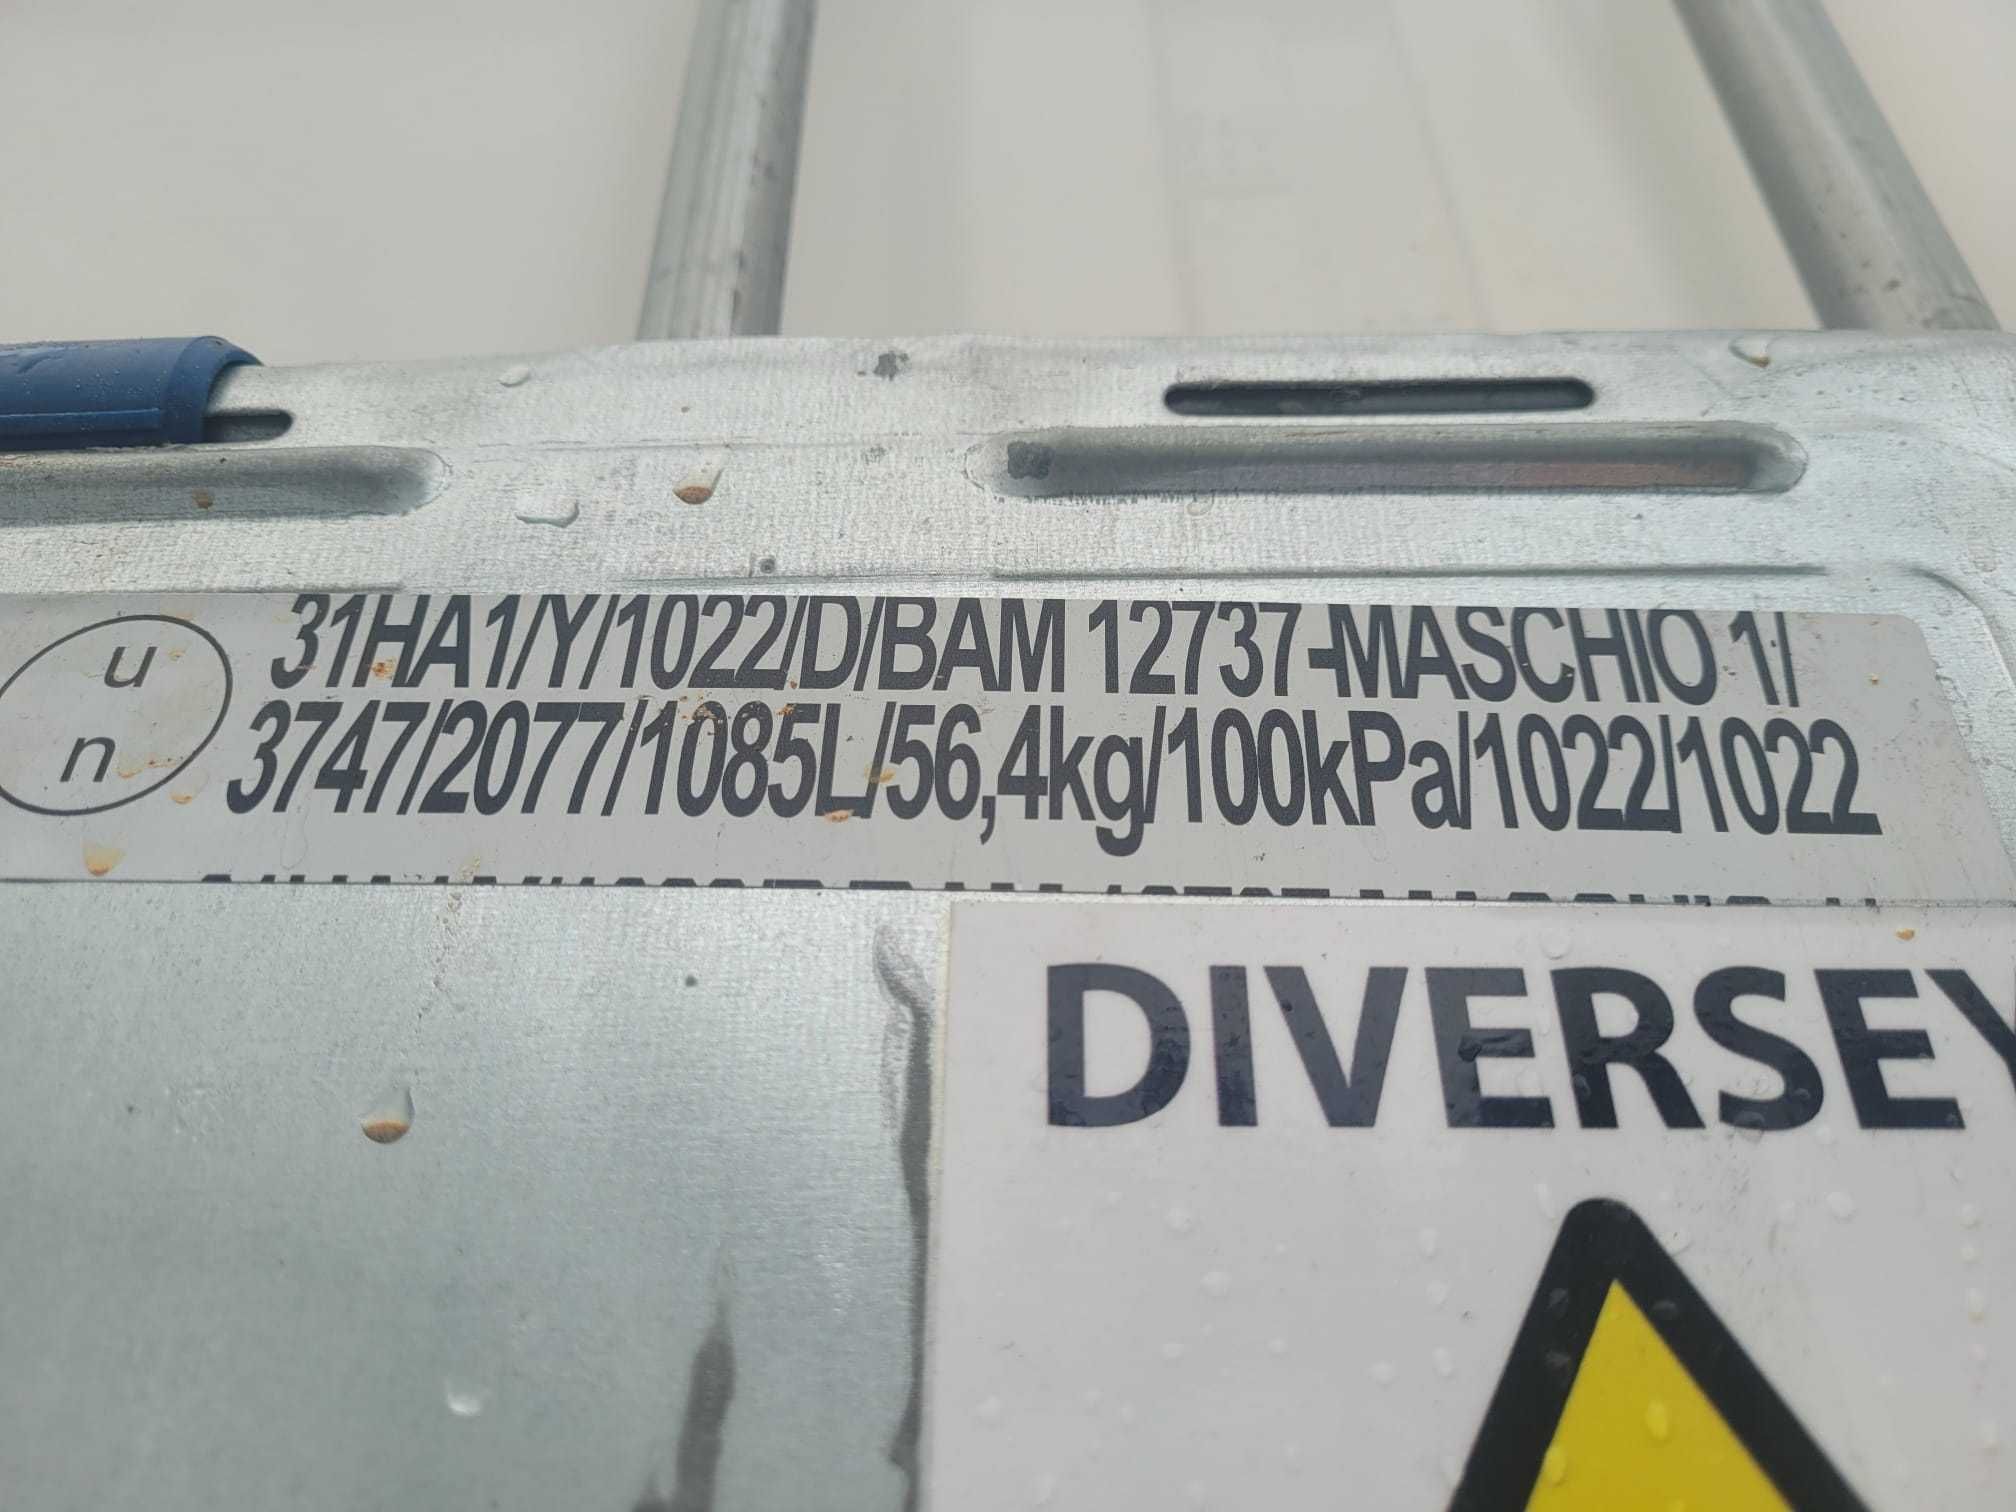 u
n
31HA1/Y/1022/D/BAM 12737-MASCHIO 1/
3747/2077/1085L/56,4kg/100kPa/1022/1022
DIVERSEY